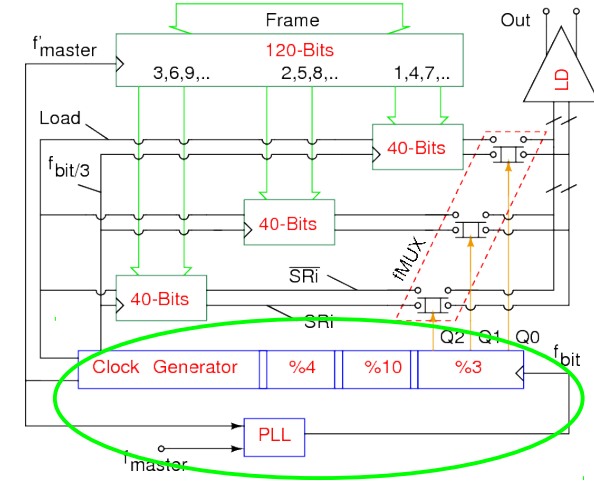 Frame
Out
f'master
120-Bits
3,6,9,.. 2,5,8,.. 1,4,7,..
LD
Load
40-Bits
fbit/3
40-Bits
fMUX
SRi
40-Bits
SRi
Q2 Q1 Q0
fbit
Clock Generator %4 %10 %3
PLL
fmaster